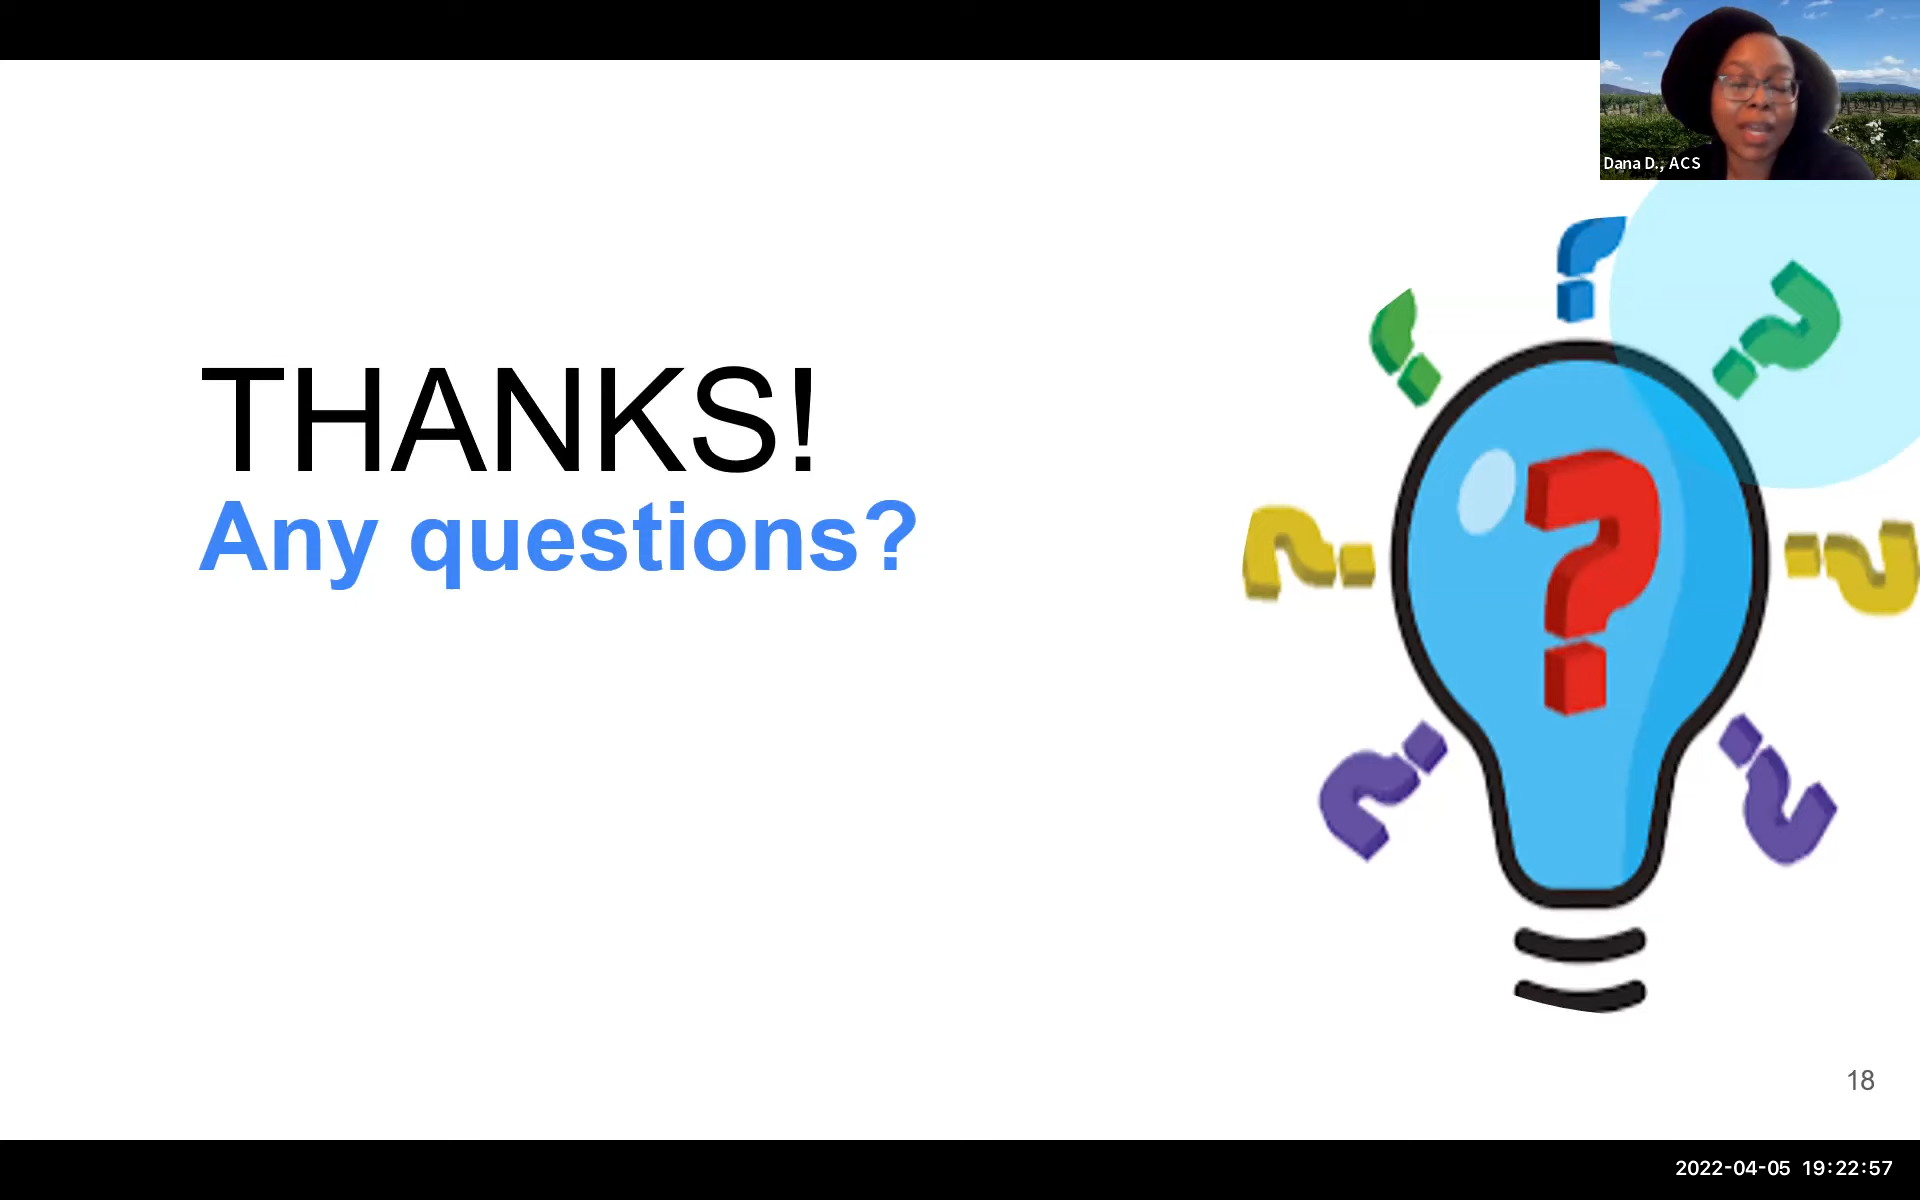 Dana D., ACS
THANKS!
Any questions?
18
2022-04-05 19:22:57